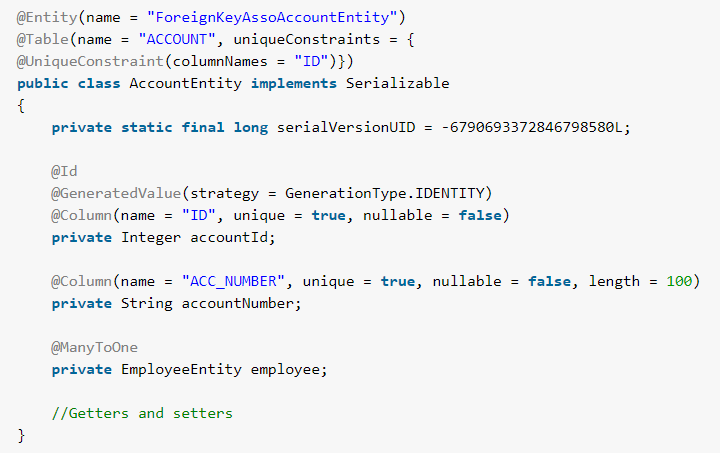 @Entity(name = "ForeignKeyAssoAccountEntity")
@Table(name = "ACCOUNT", uniqueConstraints = {
@UniqueConstraint(columnNames = "ID")})
public class AccountEntity implements Serializable
{
    private static final long serialVersionUID = -6790693372846798580L;

    @Id
    @GeneratedValue(strategy = GenerationType.IDENTITY)
    @Column(name = "ID", unique = true, nullable = false)
    private Integer accountId;

    @Column(name = "ACC_NUMBER", unique = true, nullable = false, length = 100)
    private String accountNumber;

    @ManyToOne
    private EmployeeEntity employee;

    //Getters and setters
}